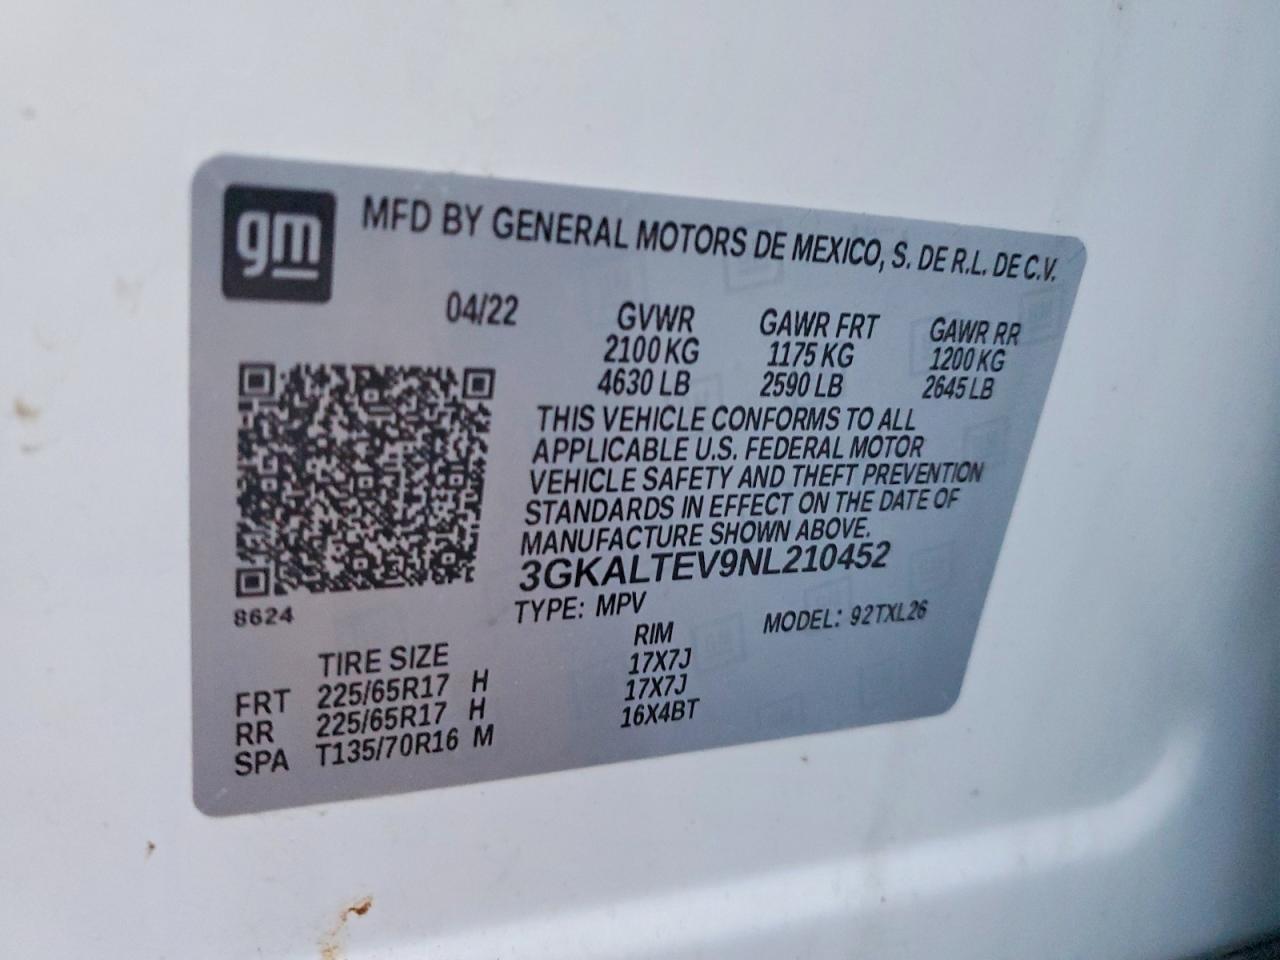 gm
MFD BY GENERAL MOTORS DE MEXICO, S. DE R.L. DE C.V.
04/22 GVWR GAWR FRT GAWR RR
2100 KG 1175 KG 1200 KG
4630 LB 2590 LB 2645 LB
THIS VEHICLE CONFORMS TO ALL
APPLICABLE U.S. FEDERAL MOTOR
VEHICLE SAFETY AND THEFT PREVENTION
STANDARDS IN EFFECT ON THE DATE OF
MANUFACTURE SHOWN ABOVE.
3GKALTEV9NL210452
8624
TYPE: MPV MODEL: 92TXL26
TIRE SIZE RIM
FRT 225/65R17 H 17X7J
RR 225/65R17 H 17X7J
SPA T135/70R16 M 16X4BT